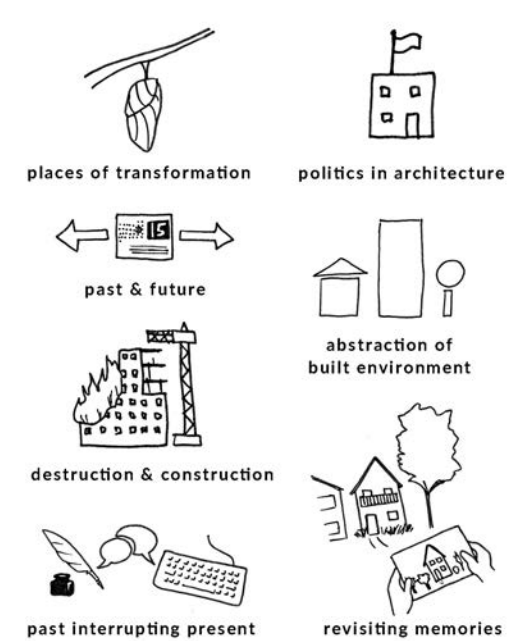 places of transformation
politics in architecture
15
past & future
abstraction of
built environment
destruction & construction
past interrupting present
revisiting memories